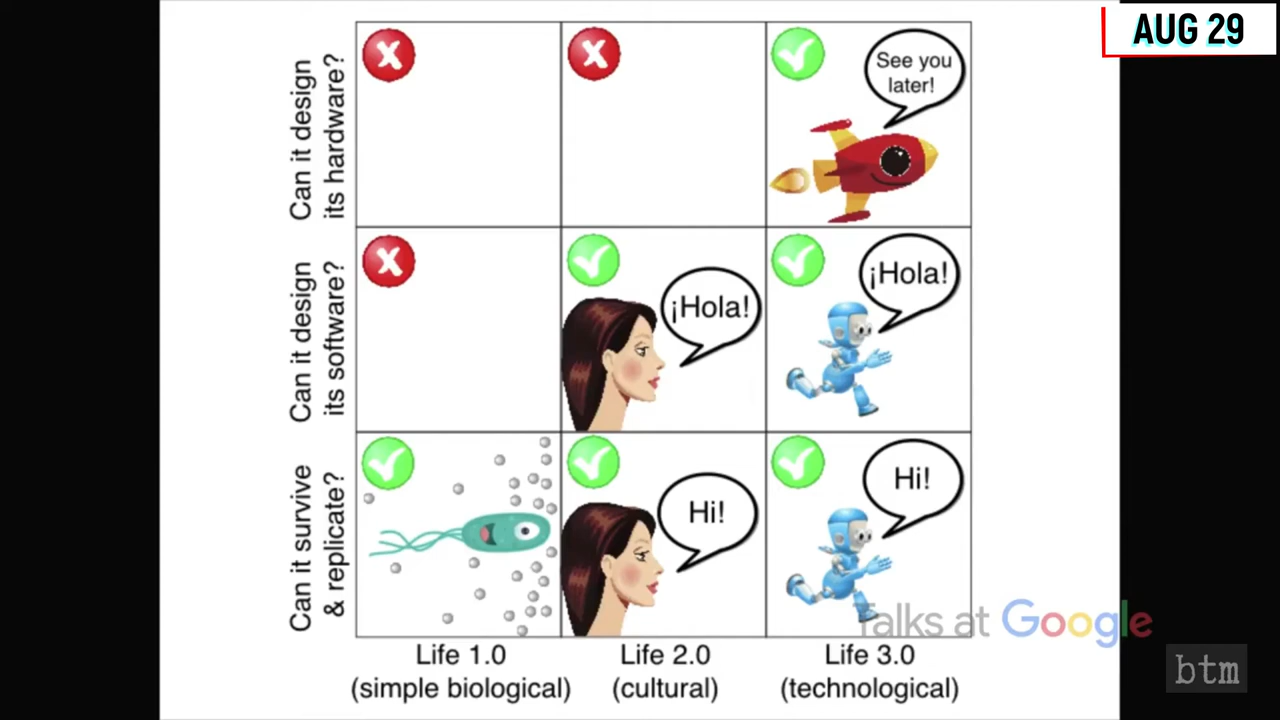 AUG 29
Can it design
its hardware?
See you
later!
Can it design
its software?
¡Hola!
¡Hola!
Can it survive
& replicate?
Hi!
Hi!
Talks at Google
Life 1.0
(simple biological)
Life 2.0
(cultural)
Life 3.0
(technological)
btm